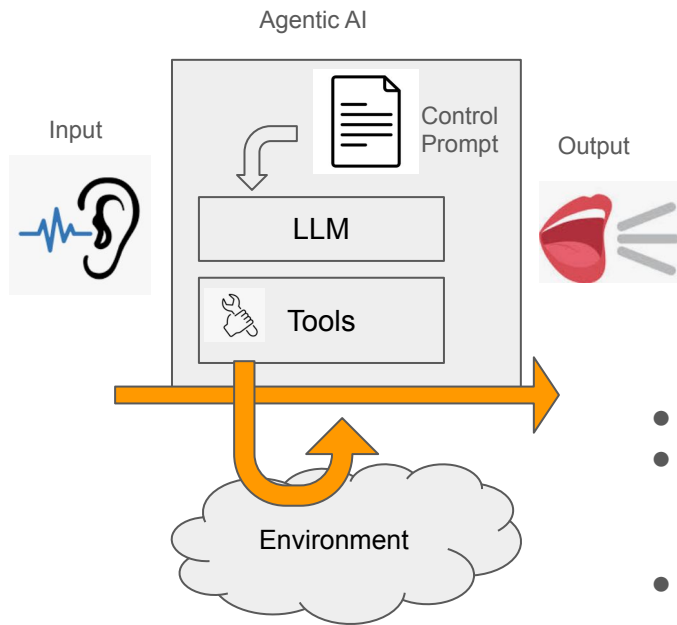 Agentic AI
Control
Prompt
Input
Output
LLM
Tools
Environment